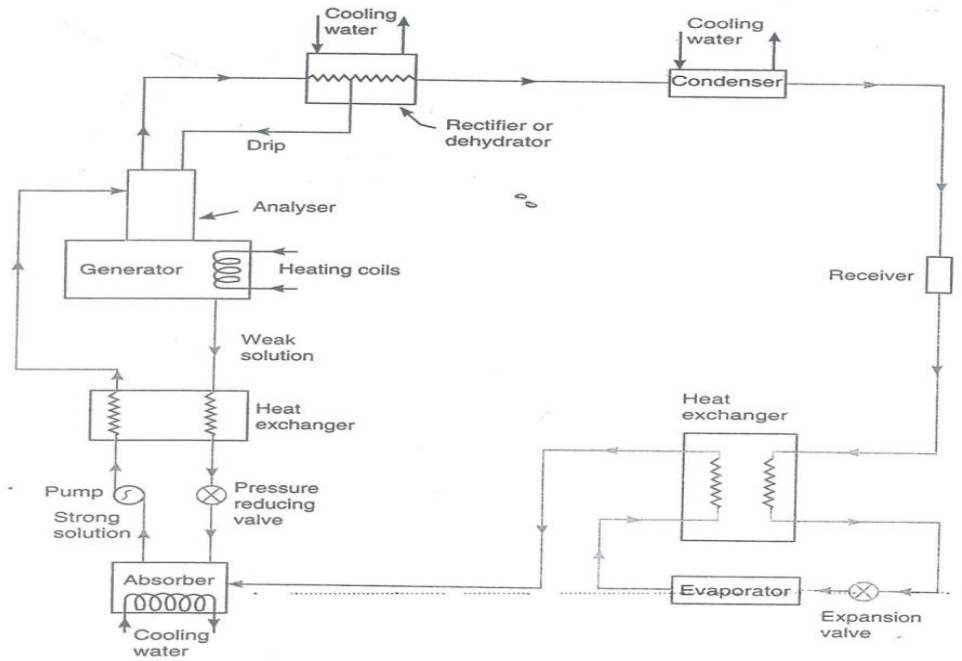 Cooling
water
Cooling
water
Condenser
Rectifier or
dehydrator
Drip
Analyser
Generator
Heating coils
Receiver
Weak
solution
Heat
exchanger
Heat
exchanger
Pump
Strong
solution
Pressure
reducing
valve
Absorber
Evaporator
Expansion
valve
Cooling
water